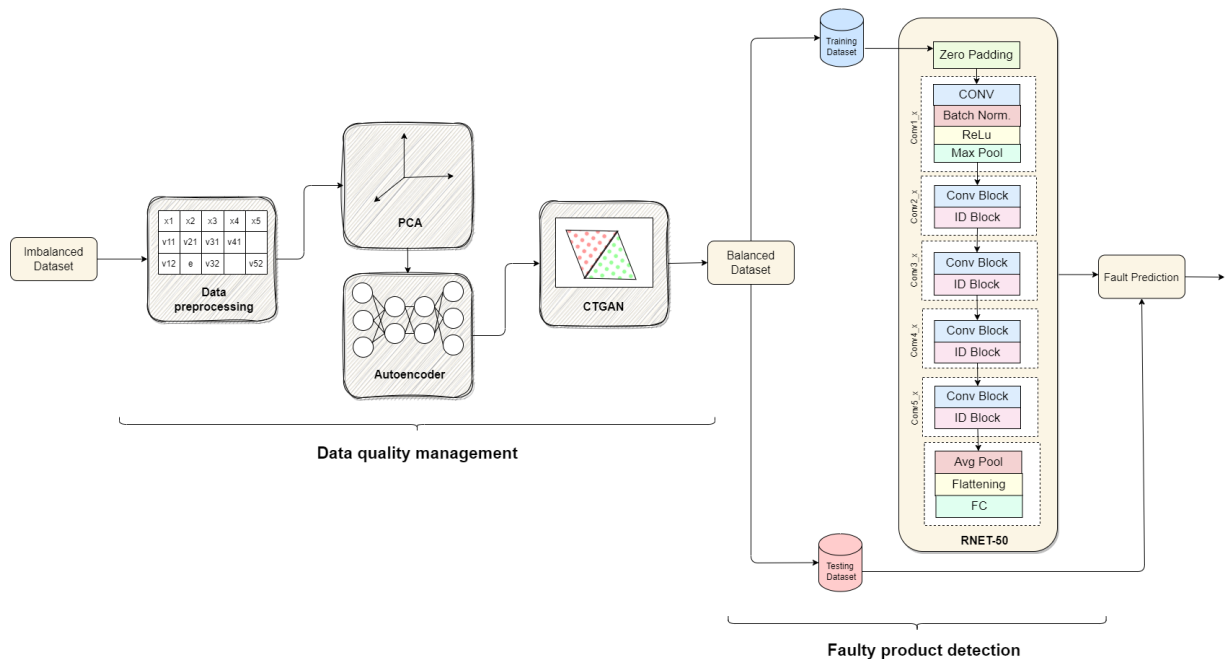 Imbalanced
Dataset
x1 x2 x3 x4 x5
v11 v21 v31 v41
v12 e v32 v52
Data
preprocessing
PCA
Autoencoder
CTGAN
Data quality management
Balanced
Dataset
Training
Dataset
Testing
Dataset
Zero Padding
Conv1_x
CONV
Batch Norm.
ReLu
Max Pool
Conv2_x
Conv Block
ID Block
Conv3_x
Conv Block
ID Block
Conv4_x
Conv Block
ID Block
Conv5_x
Conv Block
ID Block
Avg Pool
Flattening
FC
RNET-50
Fault Prediction
Faulty product detection